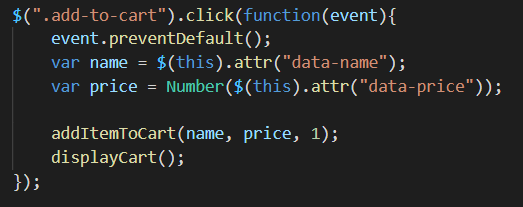 $(".add-to-cart").click(function(event){
    event.preventDefault();
    var name = $(this).attr("data-name");
    var price = Number($(this).attr("data-price"));

    addItemToCart(name, price, 1);
    displayCart();
});